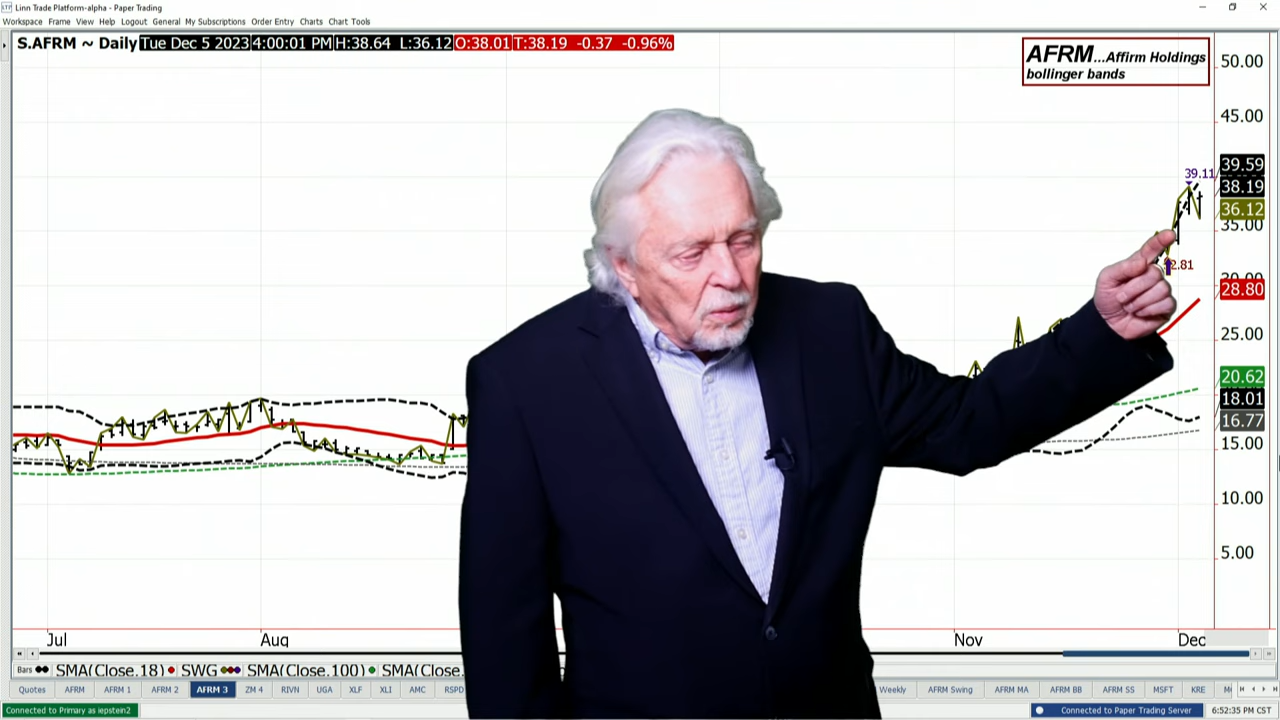 Linn Trade Platform-alpha - Paper Trading
Workspace Frame View Help Logout General My Subscriptions Order Entry Charts Chart Tools
S.AFRM ~ Daily Tue Dec 5 2023 4:00:01 PM H:38.64 L:36.12 O:38.01 T:38.19 -0.37 -0.96%
AFRM...Affirm Holdings
bollinger bands
50.00
45.00
39.59
39.11
38.19
36.12
35.00
30.00
28.80
25.00
20.62
18.01
16.77
15.00
10.00
5.00
Jul Aug Nov Dec
Bars SMA(Close,18) SWG SMA(Close,100) SMA(Close,
Quotes AFRM AFRM 1 AFRM 2 AFRM 3 ZM 4 RIVN UGA XLF XLI AMC RSPD Weekly AFRM Swing AFRM MA AFRM BB AFRM SS MSFT KRE
Connected to Primary as iepstein2 Connected to Paper Trading Server 6:52:35 PM CST